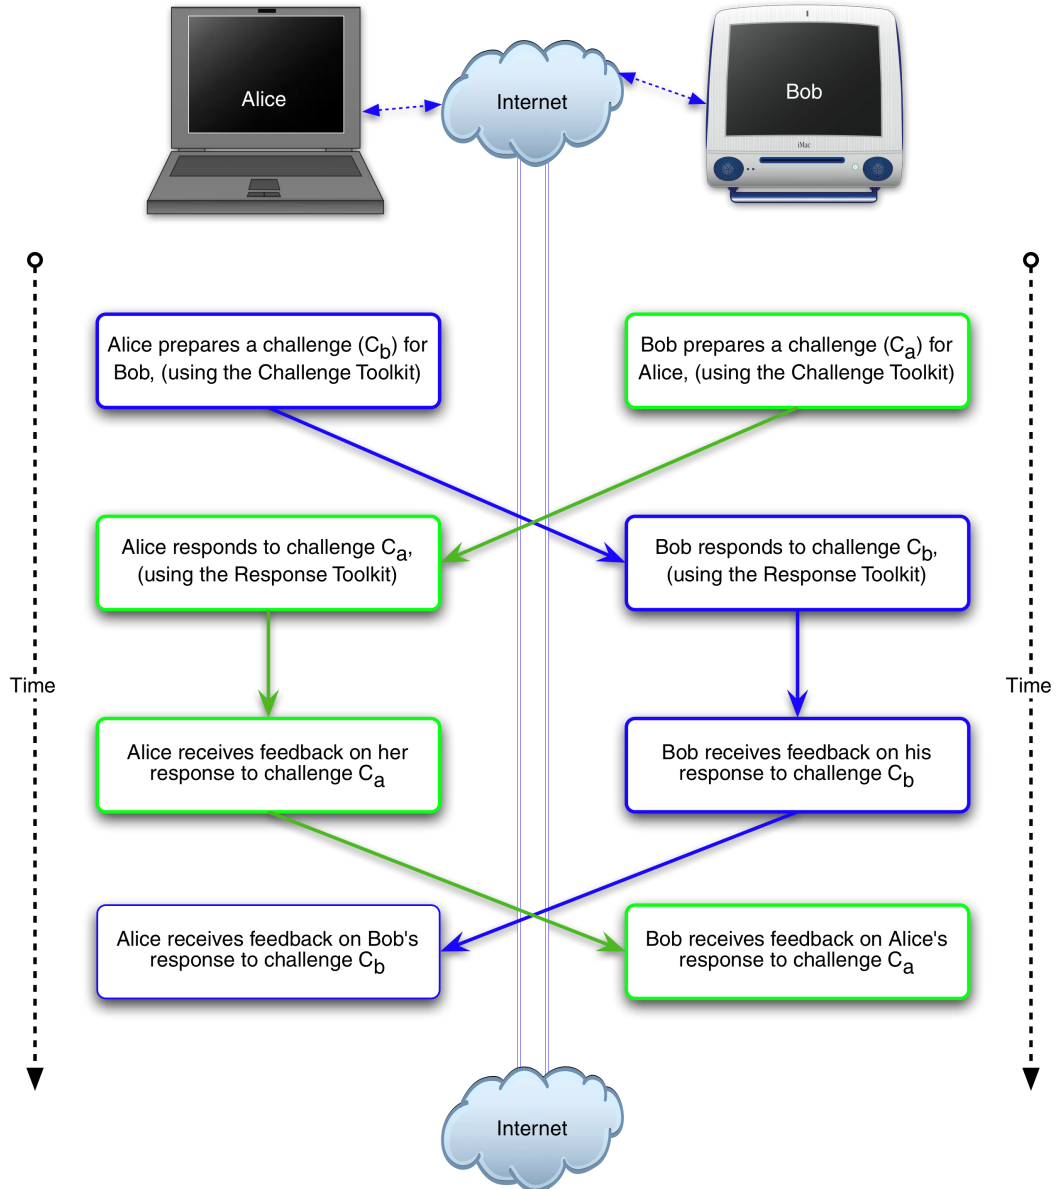 Alice
Internet
Bob
iMac
Alice prepares a challenge (Cb) for
Bob, (using the Challenge Toolkit)
Bob prepares a challenge (Ca) for
Alice, (using the Challenge Toolkit)
Alice responds to challenge Ca,
(using the Response Toolkit)
Bob responds to challenge Cb,
(using the Response Toolkit)
Time
Time
Alice receives feedback on her
response to challenge Ca
Bob receives feedback on his
response to challenge Cb
Alice receives feedback on Bob's
response to challenge Cb
Bob receives feedback on Alice's
response to challenge Ca
Internet